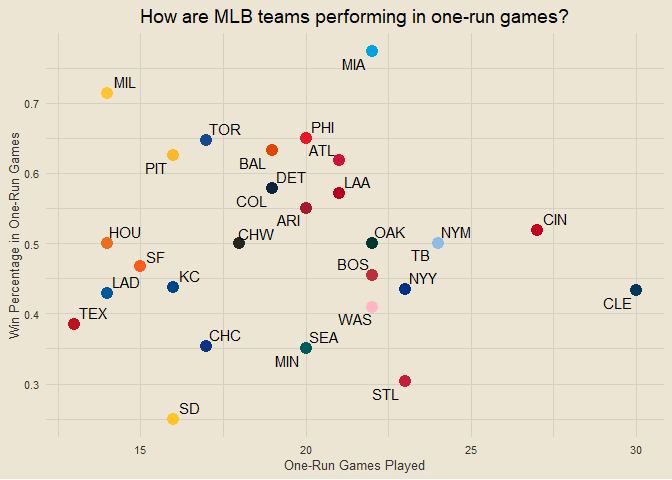 How are MLB teams performing in one-run games?
MIA
MIL
TOR
PHI
ATL
PIT
BAL
DET
LAA
COL
ARI
CIN
HOU
CHW
OAK
NYM
TB
SF
BOS
LAD
KC
NYY
CLE
TEX
WAS
CHC
SEA
MIN
STL
SD
0.7
0.6
0.5
0.4
0.3
Win Percentage in One-Run Games
15
20
25
30
One-Run Games Played